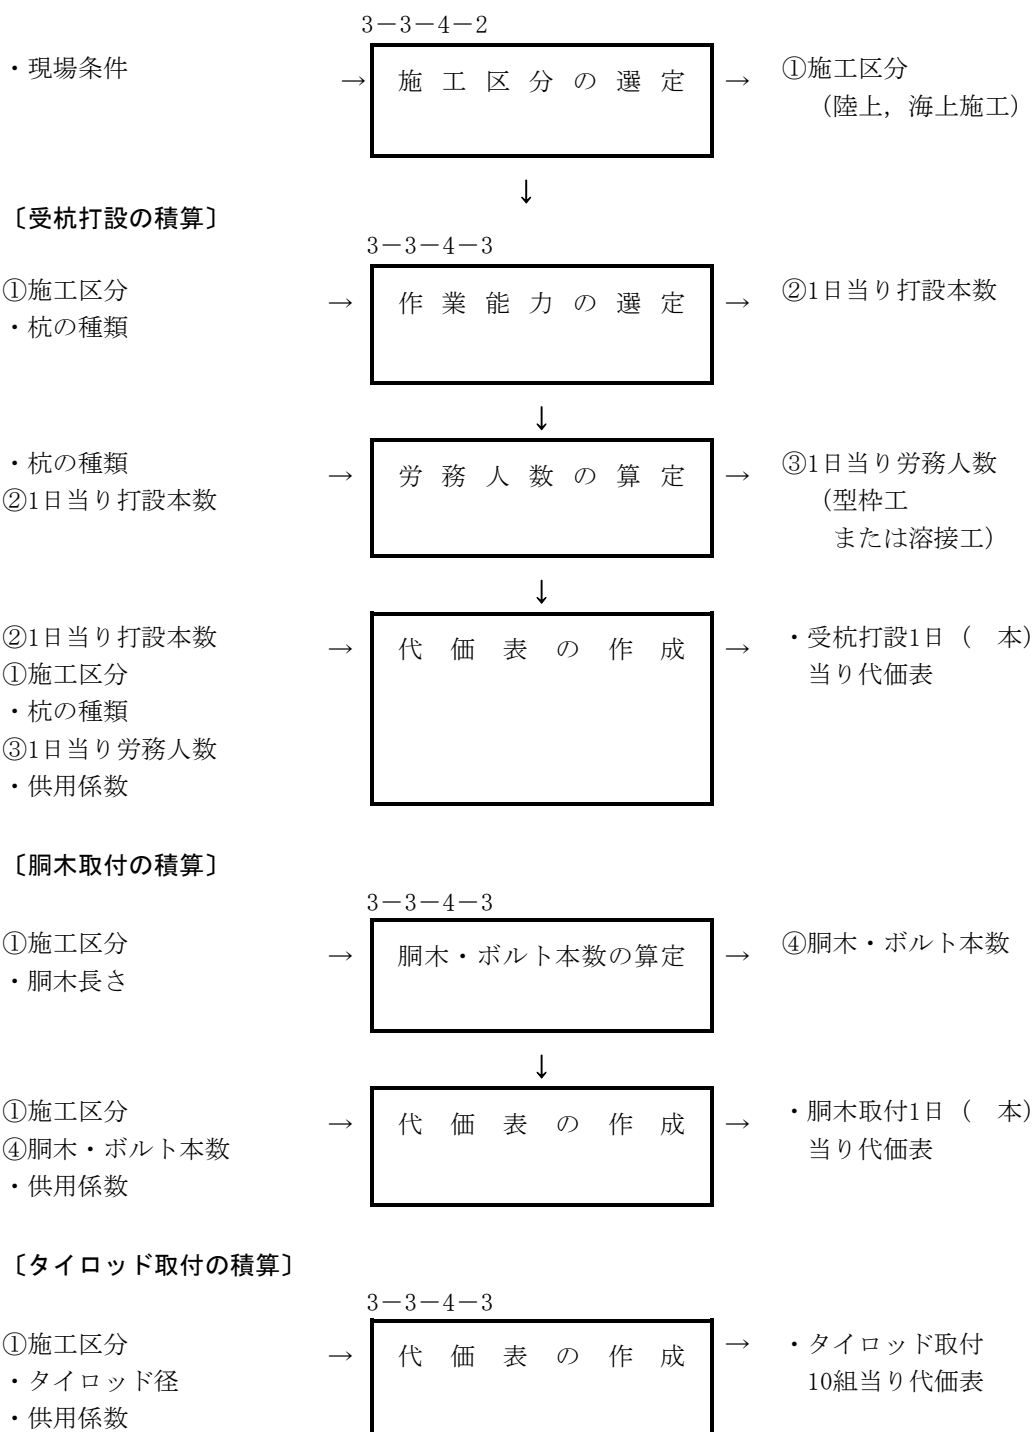 3－3－4－2
・現場条件
→
施工区分の選定
→
①施工区分
（陸上，海上施工）
↓
〔受杭打設の積算〕
3－3－4－3
①施工区分
・杭の種類
→
作業能力の選定
→
②1日当り打設本数
↓
・杭の種類
②1日当り打設本数
→
労務人数の算定
→
③1日当り労務人数
（型枠工
または溶接工）
↓
②1日当り打設本数
①施工区分
・杭の種類
③1日当り労務人数
・供用係数
→
代価表の作成
→
・受杭打設1日（　本）
当り代価表
〔胴木取付の積算〕
3－3－4－3
①施工区分
・胴木長さ
→
胴木・ボルト本数の算定
→
④胴木・ボルト本数
↓
①施工区分
④胴木・ボルト本数
・供用係数
→
代価表の作成
→
・胴木取付1日（　本）
当り代価表
〔タイロッド取付の積算〕
3－3－4－3
①施工区分
・タイロッド径
・供用係数
→
代価表の作成
→
・タイロッド取付
10組当り代価表